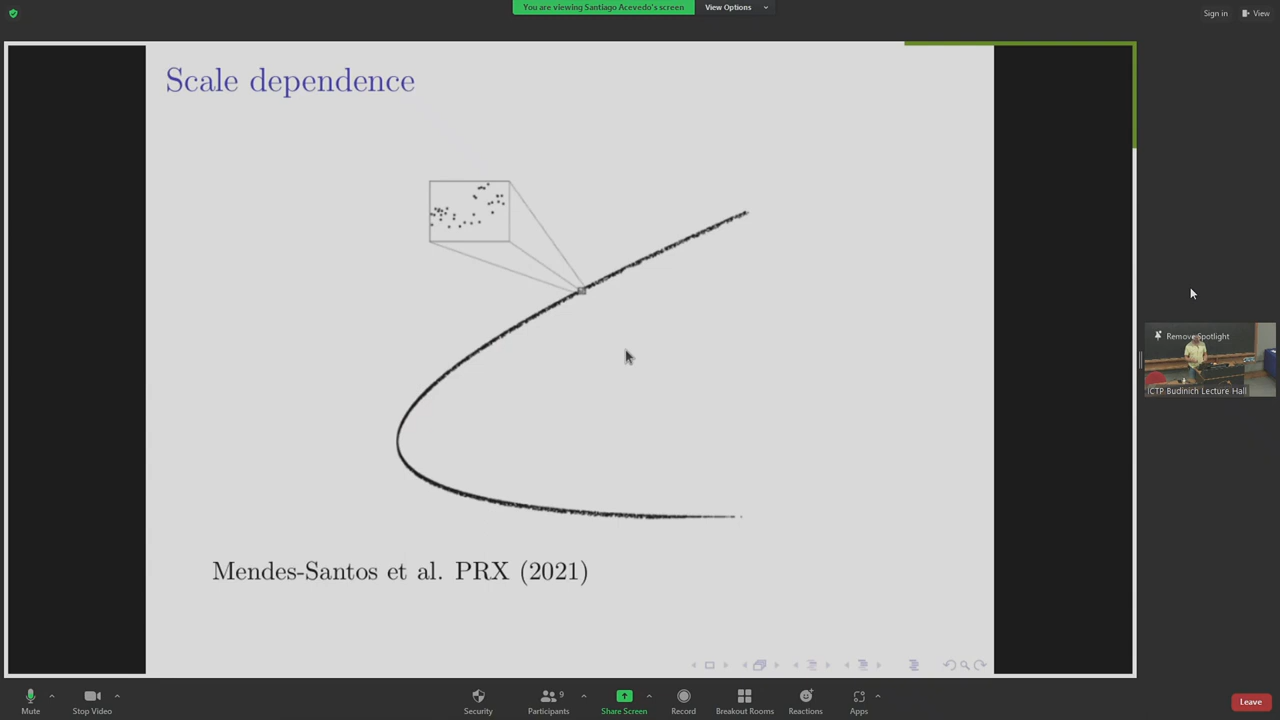 You are viewing Santiago Acevedo's screen
View Options
Sign in
View
Scale dependence
Remove Spotlight
ICTP Budinich Lecture Hall
Mendes-Santos et al. PRX (2021)
Mute
Stop Video
Security
Participants
9
Share Screen
Record
Breakout Rooms
Reactions
Apps
Leave